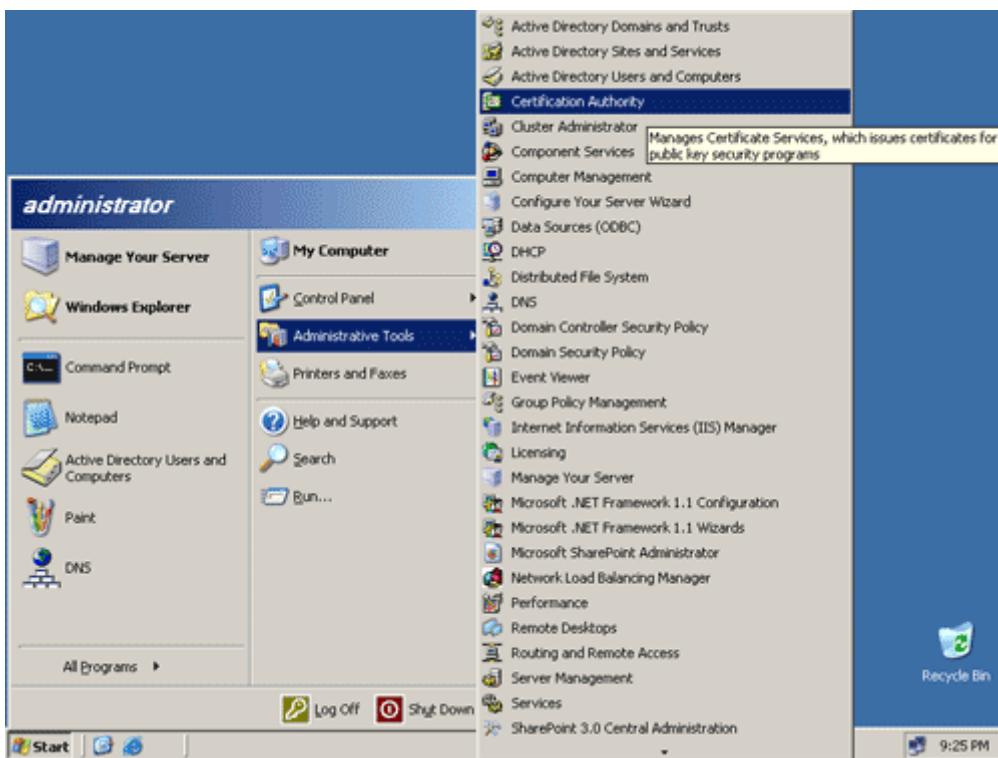 administrator
Manage Your Server
Windows Explorer
Command Prompt
Notepad
Active Directory Users and
Computers
Paint
DNS
All Programs
My Computer
Control Panel
Administrative Tools
Printers and Faxes
Help and Support
Search
Run...
Log Off
Shut Down
Active Directory Domains and Trusts
Active Directory Sites and Services
Active Directory Users and Computers
Certification Authority
Cluster Administrator
Manages Certificate Services, which issues certificates for
public key security programs
Component Services
Computer Management
Configure Your Server Wizard
Data Sources (ODBC)
DHCP
Distributed File System
DNS
Domain Controller Security Policy
Domain Security Policy
Event Viewer
Group Policy Management
Internet Information Services (IIS) Manager
Licensing
Manage Your Server
Microsoft .NET Framework 1.1 Configuration
Microsoft .NET Framework 1.1 Wizards
Microsoft SharePoint Administrator
Network Load Balancing Manager
Performance
Remote Desktops
Routing and Remote Access
Server Management
Services
SharePoint 3.0 Central Administration
Recycle Bin
Start
9:25 PM